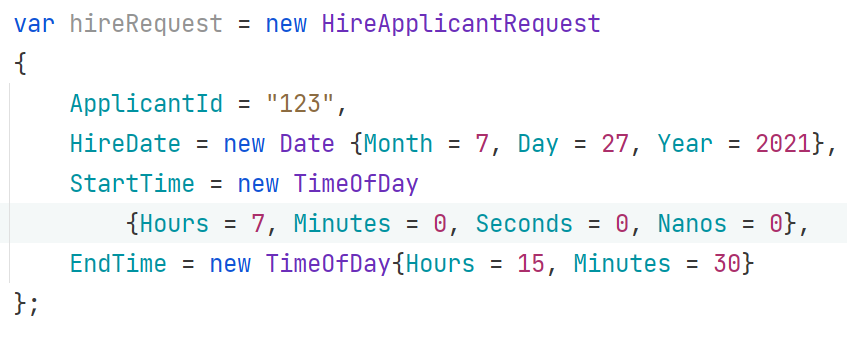 var hireRequest = new HireApplicantRequest
{
    ApplicantId = "123",
    HireDate = new Date {Month = 7, Day = 27, Year = 2021},
    StartTime = new TimeOfDay
        {Hours = 7, Minutes = 0, Seconds = 0, Nanos = 0},
    EndTime = new TimeOfDay{Hours = 15, Minutes = 30}
};